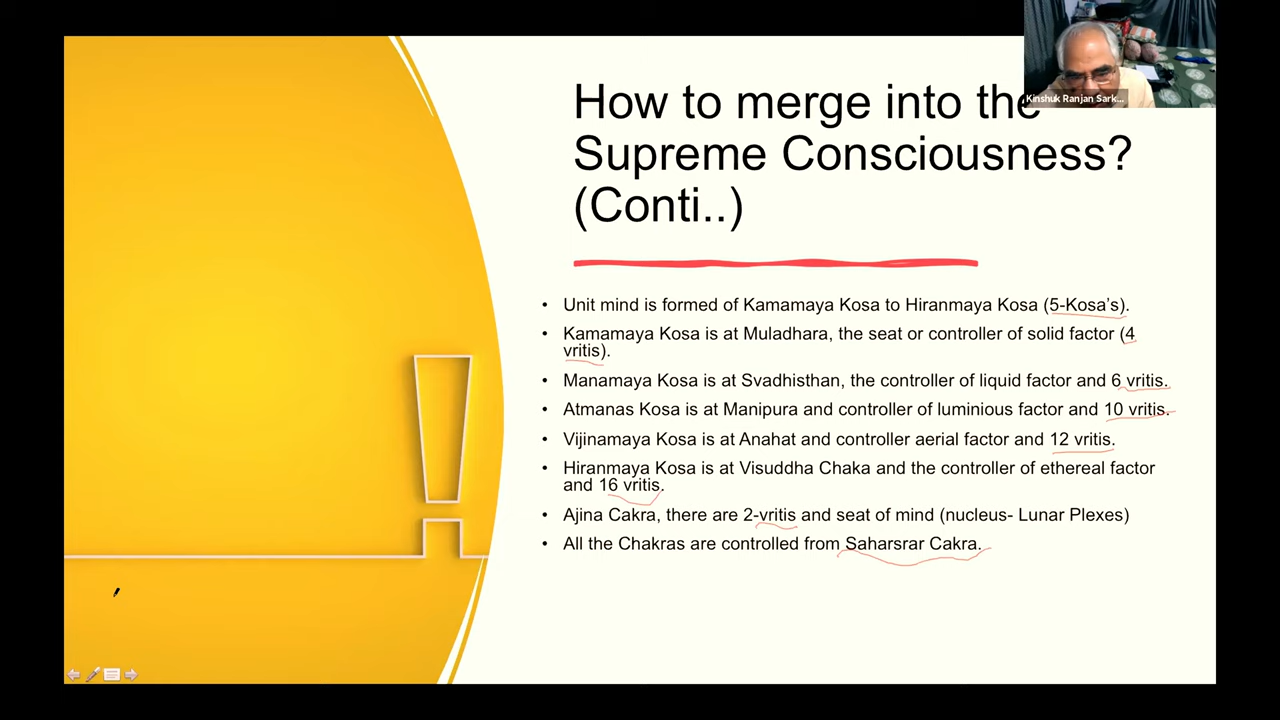 How to merge into the
Supreme Consciousness?
(Conti..)
Kinshuk Ranjan Sark...
• Unit mind is formed of Kamamaya Kosa to Hiranmaya Kosa (5-Kosa's).
• Kamamaya Kosa is at Muladhara, the seat or controller of solid factor (4
vritis).
• Manamaya Kosa is at Svadhisthan, the controller of liquid factor and 6 vritis.
• Atmanas Kosa is at Manipura and controller of luminious factor and 10 vritis.
• Vijinamaya Kosa is at Anahat and controller aerial factor and 12 vritis.
• Hiranmaya Kosa is at Visuddha Chaka and the controller of ethereal factor
and 16 vritis.
• Ajina Cakra, there are 2-vritis and seat of mind (nucleus- Lunar Plexes)
• All the Chakras are controlled from Saharsrar Cakra.